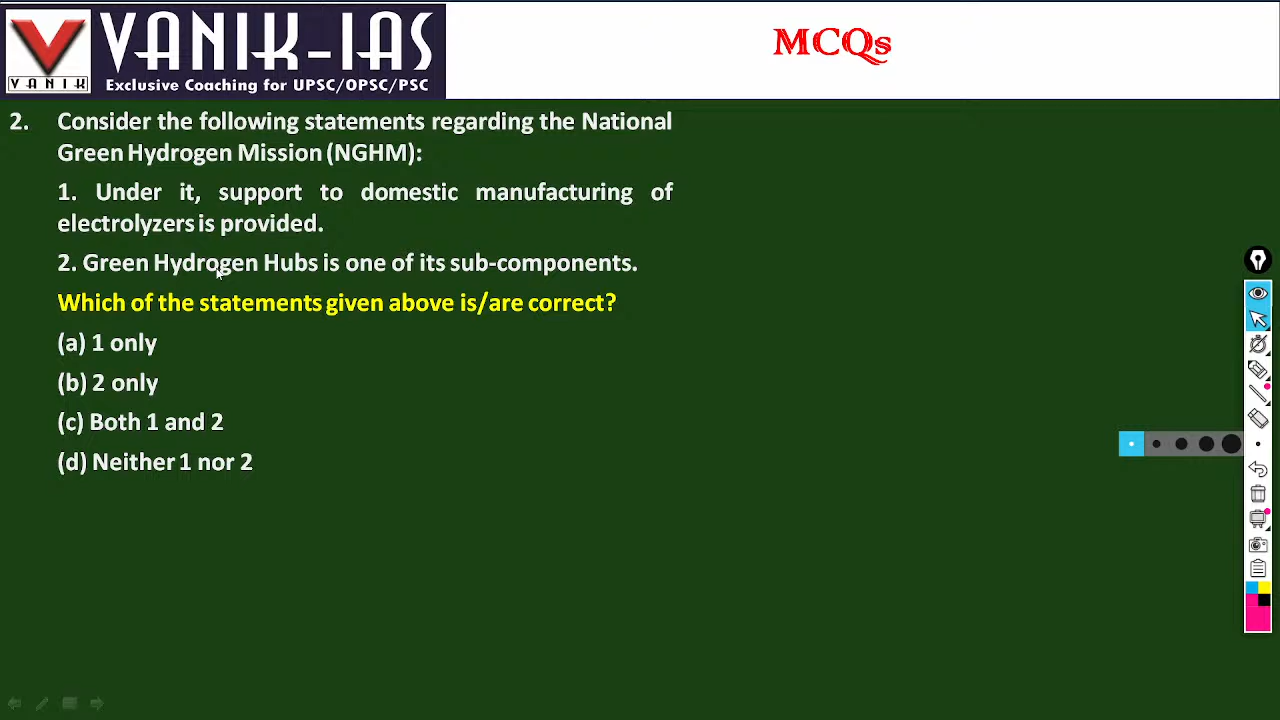 VANIK-IAS
VANIK
Exclusive Coaching for UPSC/OPSC/PSC
MCQs
2. Consider the following statements regarding the National
Green Hydrogen Mission (NGHM):
1. Under it, support to domestic manufacturing of
electrolyzers is provided.
2. Green Hydrogen Hubs is one of its sub-components.
Which of the statements given above is/are correct?
(a) 1 only
(b) 2 only
(c) Both 1 and 2
(d) Neither 1 nor 2